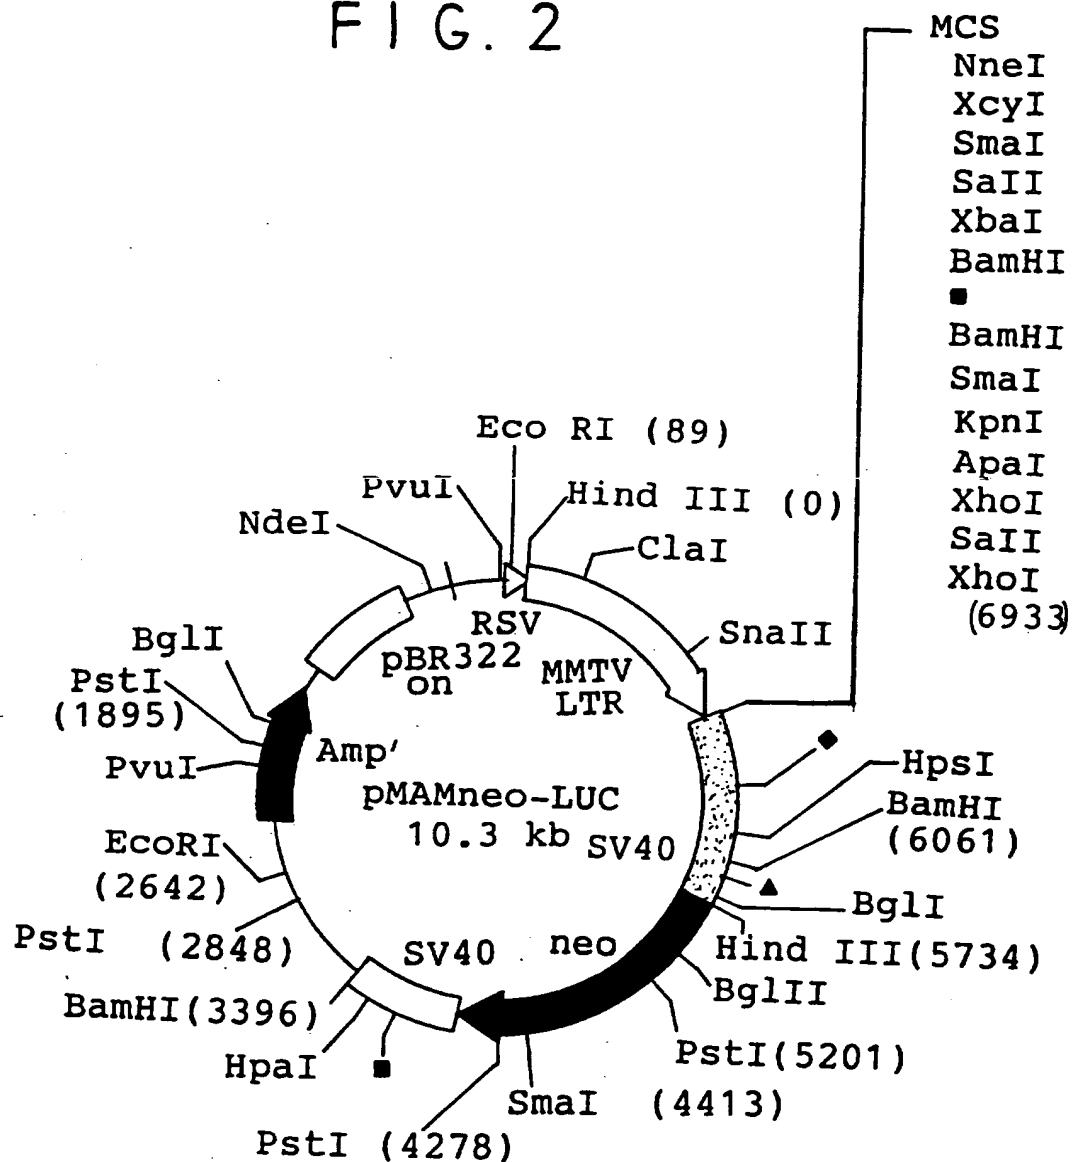 FIG. 2
MCS
NneI
XcyI
SmaI
SaII
XbaI
BamHI
■
BamHI
SmaI
KpnI
ApaI
XhoI
SaII
XhoI
(6933)
Eco RI (89)
PvuI
Hind III (0)
NdeI
ClaI
RSV
SnaII
BglI
pBR322
on
MMTV
LTR
PstI
(1895)
Amp'
PvuI
◆
HpsI
pMAMneo-LUC
10.3 kb
SV40
BamHI
(6061)
EcoRI
(2642)
▲
BglI
PstI (2848)
SV40
neo
Hind III(5734)
BglII
BamHI(3396)
HpaI
■
PstI(5201)
SmaI (4413)
PstI (4278)